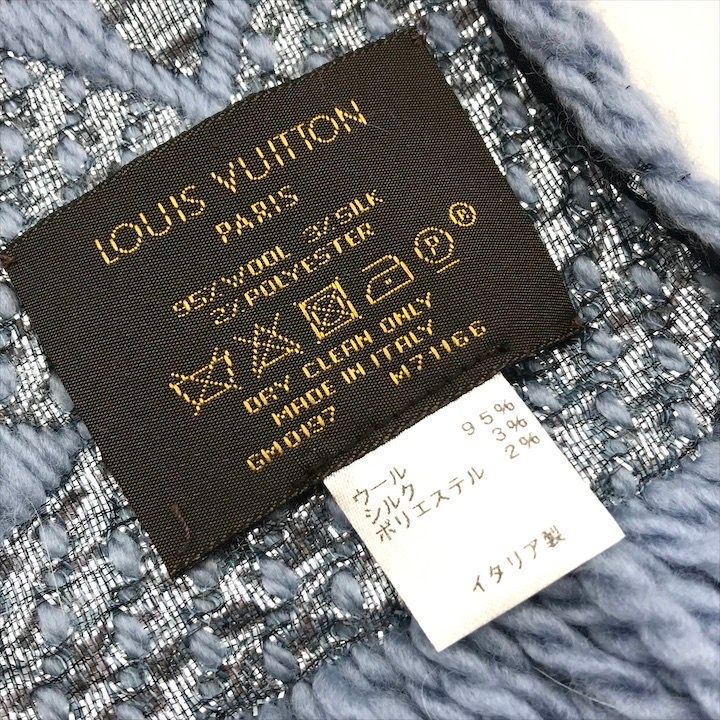 LOUIS VUITTON
PARIS
95% WOOL 3% SILK
2% POLYESTER
P ®
DRY CLEAN ONLY
MADE IN ITALY
GM0197 M71166
ウール 95%
シルク 3%
ポリエステル 2%
イタリア製